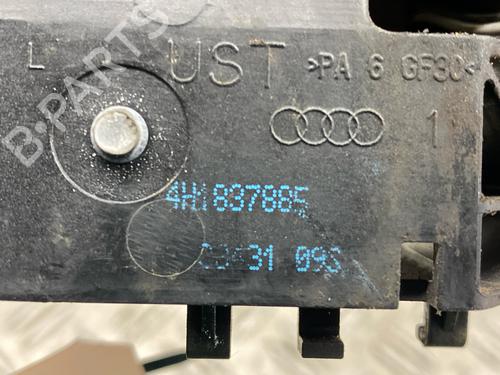 L UST >PA 6 GF30<
1
4H1837885
B-PARTS